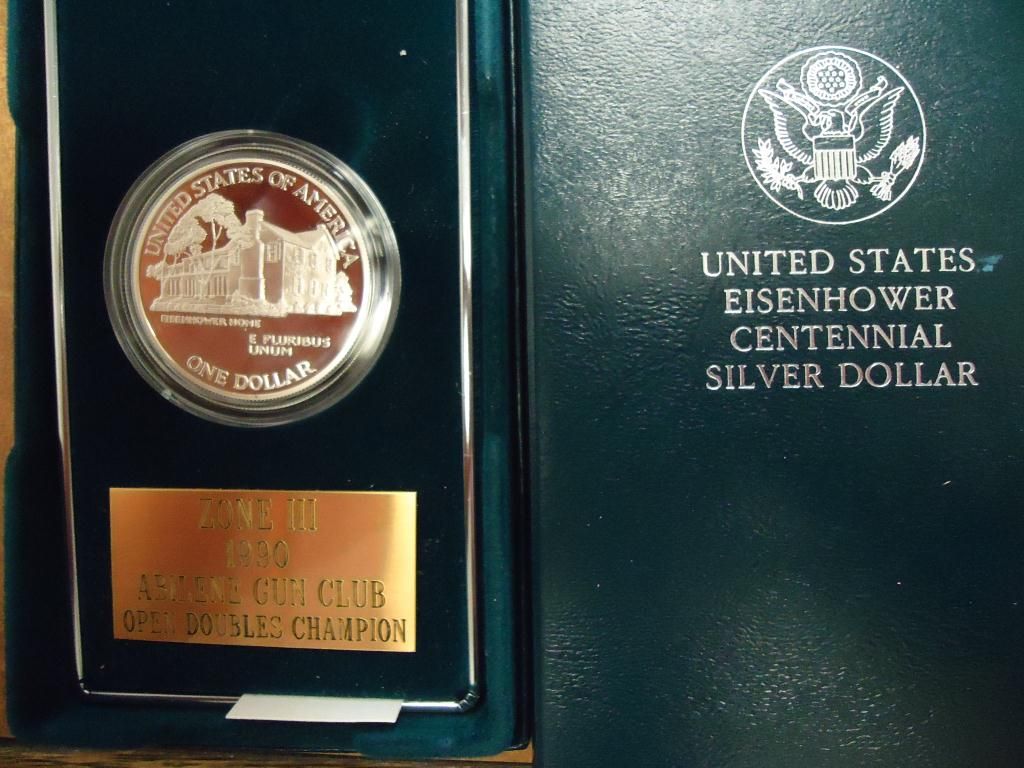 UNITED STATES OF AMERICA
EISENHOWER HOME
E PLURIBUS
UNUM
ONE DOLLAR
ZONE III
1990
ABILENE GUN CLUB
OPEN DOUBLES CHAMPION
UNITED STATES
EISENHOWER
CENTENNIAL
SILVER DOLLAR